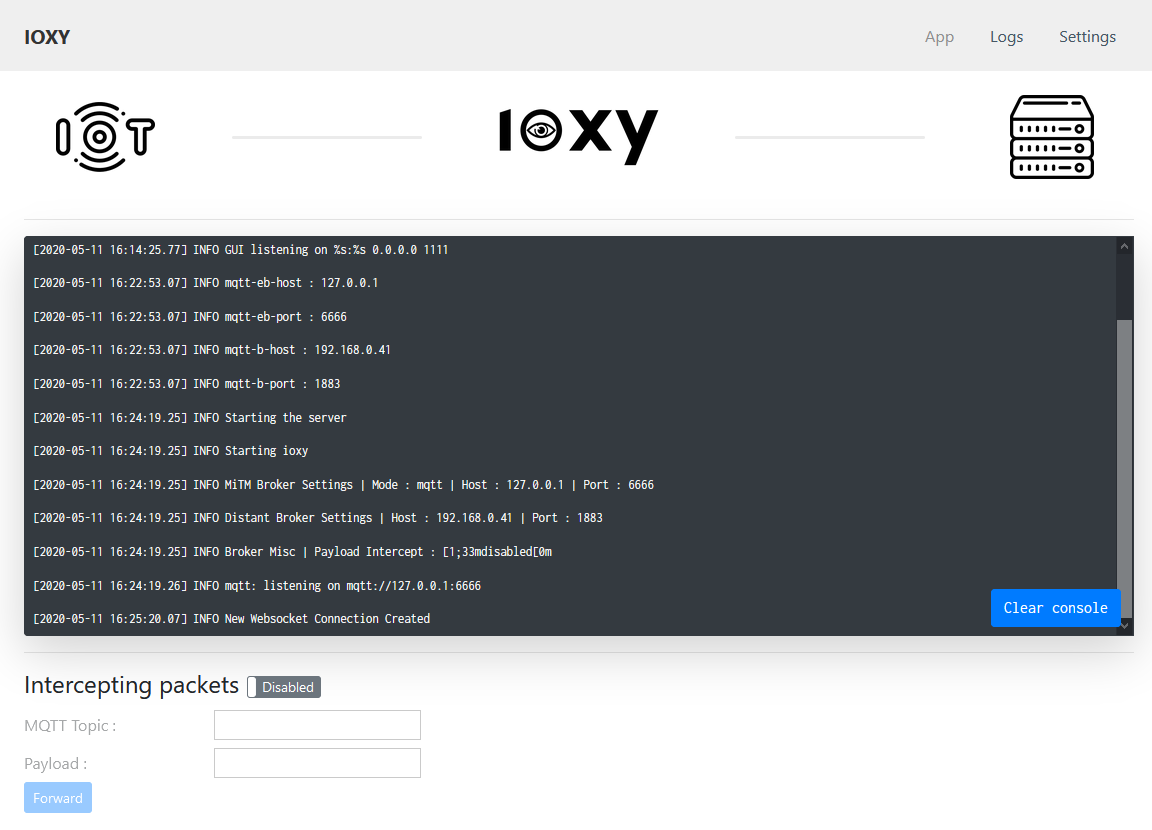 IOXY
App Logs Settings
IOT IOXY
[2020-05-11 16:14:25.77] INFO GUI listening on %s:%s 0.0.0.0 1111
[2020-05-11 16:22:53.07] INFO mqtt-eb-host : 127.0.0.1
[2020-05-11 16:22:53.07] INFO mqtt-eb-port : 6666
[2020-05-11 16:22:53.07] INFO mqtt-b-host : 192.168.0.41
[2020-05-11 16:22:53.07] INFO mqtt-b-port : 1883
[2020-05-11 16:24:19.25] INFO Starting the server
[2020-05-11 16:24:19.25] INFO Starting ioxy
[2020-05-11 16:24:19.25] INFO MiTM Broker Settings | Mode : mqtt | Host : 127.0.0.1 | Port : 6666
[2020-05-11 16:24:19.25] INFO Distant Broker Settings | Host : 192.168.0.41 | Port : 1883
[2020-05-11 16:24:19.25] INFO Broker Misc | Payload Intercept : [1;33mdisabled[0m
[2020-05-11 16:24:19.26] INFO mqtt: listening on mqtt://127.0.0.1:6666
[2020-05-11 16:25:20.07] INFO New Websocket Connection Created
Clear console
Intercepting packets Disabled
MQTT Topic :
Payload :
Forward